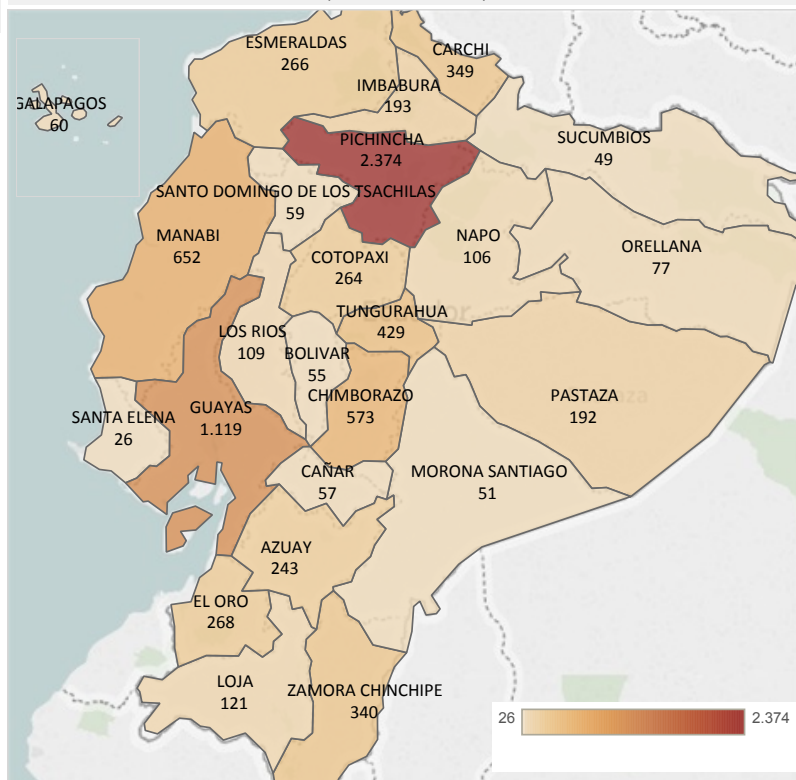 ESMERALDAS
266
CARCHI
349
IMBABURA
193
GALAPAGOS
60
PICHINCHA
2.374
SUCUMBIOS
49
SANTO DOMINGO DE LOS TSACHILAS
59
MANABI
652
NAPO
106
ORELLANA
77
COTOPAXI
264
TUNGURAHUA
429
LOS RIOS
109
BOLIVAR
55
CHIMBORAZO
573
PASTAZA
192
SANTA ELENA
26
GUAYAS
1.119
CAÑAR
57
MORONA SANTIAGO
51
AZUAY
243
EL ORO
268
LOJA
121
ZAMORA CHINCHIPE
340
26
2.374